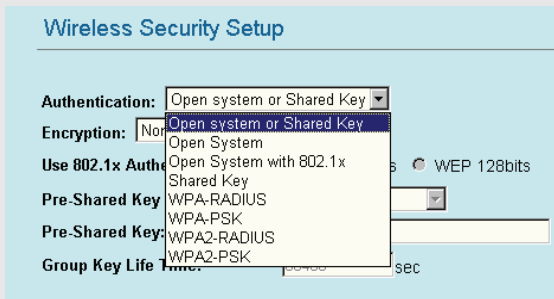 Wireless Security Setup
Authentication: Open system or Shared Key
Open system or Shared Key
Encryption:
Open System
Open System with 802.1x
Use 802.1x WEP 128bits
Shared Key
WPA-RADIUS
Pre-Shared Key
WPA-PSK
Pre-Shared Key:
WPA2-RADIUS
WPA2-PSK
Group Key Life sec